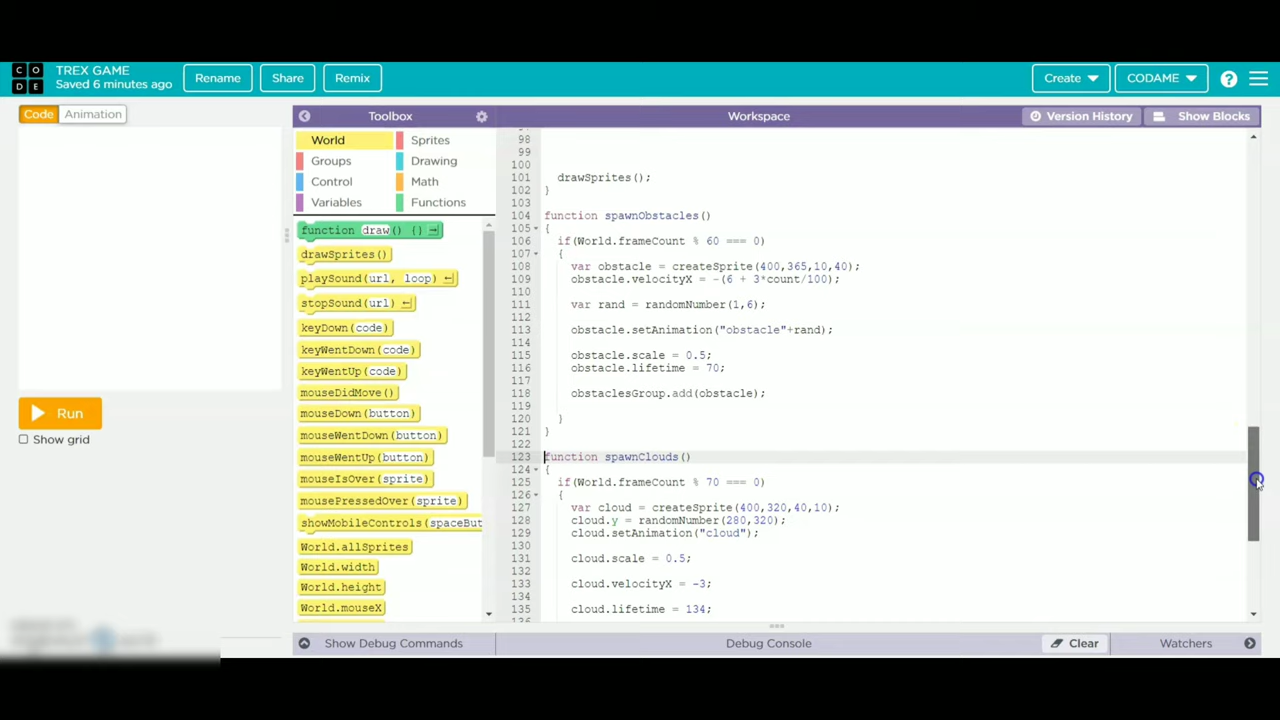 C O
D E
TREX GAME
Saved 6 minutes ago
Rename
Share
Remix
Create
CODAME
?
Code
Animation
Toolbox
Workspace
Version History
Show Blocks
World
Sprites
Groups
Drawing
Control
Math
Variables
Functions
function draw() {}
drawSprites()
playSound(url, loop)
stopSound(url)
keyDown(code)
keyWentDown(code)
keyWentUp(code)
mouseDidMove()
mouseDown(button)
mouseWentDown(button)
mouseWentUp(button)
mouseIsOver(sprite)
mousePressedOver(sprite)
showMobileControls(spaceBut
World.allSprites
World.width
World.height
World.mouseX
Run
Show grid
98
99
100
101 drawSprites();
102 }
103
104 function spawnObstacles()
105 {
106 if(World.frameCount % 60 === 0)
107 {
108 var obstacle = createSprite(400,365,10,40);
109 obstacle.velocityX = -(6 + 3*count/100);
110
111 var rand = randomNumber(1,6);
112
113 obstacle.setAnimation("obstacle"+rand);
114
115 obstacle.scale = 0.5;
116 obstacle.lifetime = 70;
117
118 obstaclesGroup.add(obstacle);
119
120 }
121 }
122
123 function spawnClouds()
124 {
125 if(World.frameCount % 70 === 0)
126 {
127 var cloud = createSprite(400,320,40,10);
128 cloud.y = randomNumber(280,320);
129 cloud.setAnimation("cloud");
130
131 cloud.scale = 0.5;
132
133 cloud.velocityX = -3;
134
135 cloud.lifetime = 134;
Show Debug Commands
Debug Console
Clear
Watchers